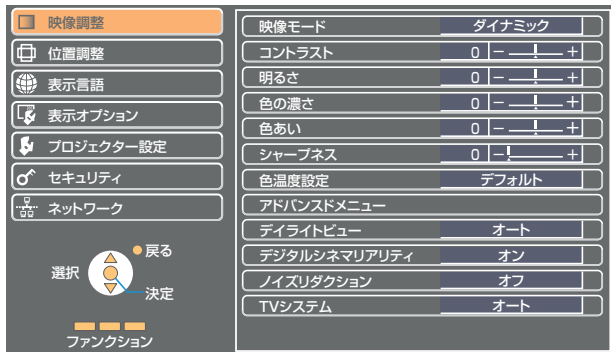 映像調整
位置調整
表示言語
表示オプション
プロジェクター設定
セキュリティ
ネットワーク
戻る
選択
決定
ファンクション
映像モード ダイナミック
コントラスト 0 − +
明るさ 0 − +
色の濃さ 0 − +
色あい 0 − +
シャープネス 0 − +
色温度設定 デフォルト
アドバンスドメニュー
デイライトビュー オート
デジタルシネマリアリティ オン
ノイズリダクション オフ
TVシステム オート